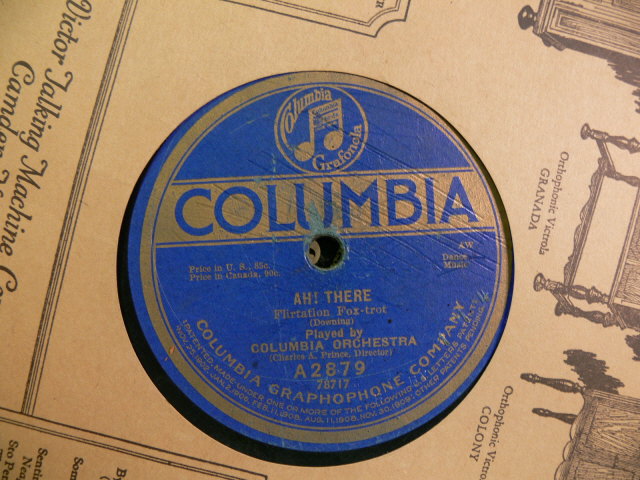 Victor Talking Machine
Camden
Columbia
Grafonola
COLUMBIA
AW
Dance
Music
Price in U. S., 85c.
Price in Canada, 90c.
AH! THERE
Flirtation Fox-trot
(Downing)
Played by
COLUMBIA ORCHESTRA
(Charles A. Prince, Director)
A2879
78717
COLUMBIA GRAPHOPHONE COMPANY
Orthophonic Victrola
GRANADA
Orthophonic Victrola
COLONY